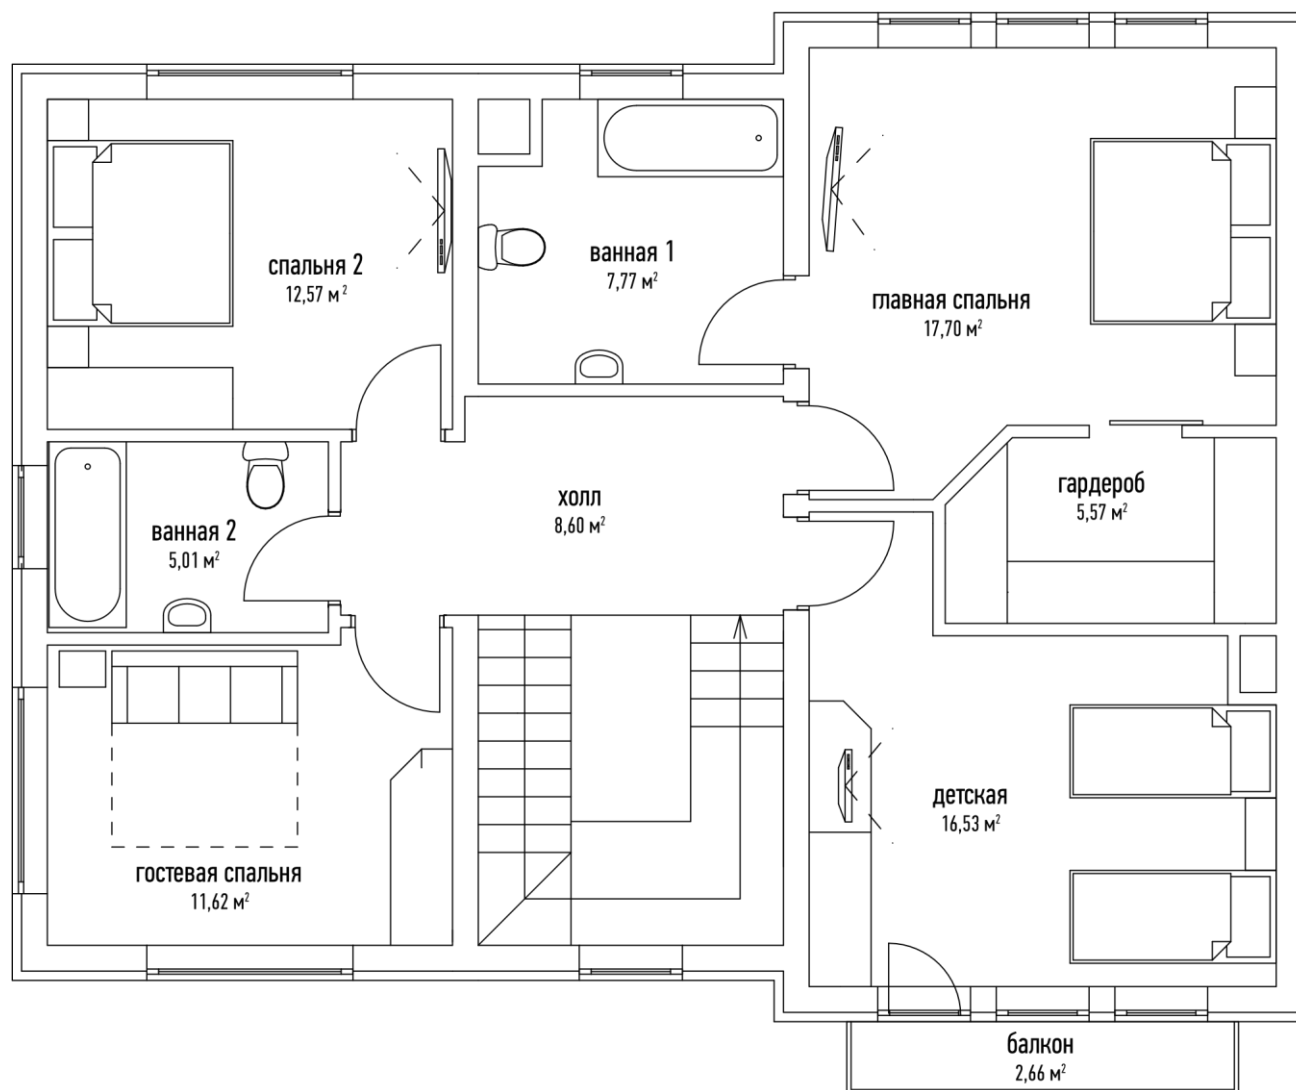 спальня 2
12,57 м²
ванная 1
7,77 м²
главная спальня
17,70 м²
ванная 2
5,01 м²
холл
8,60 м²
гардероб
5,57 м²
гостевая спальня
11,62 м²
детская
16,53 м²
балкон
2,66 м²